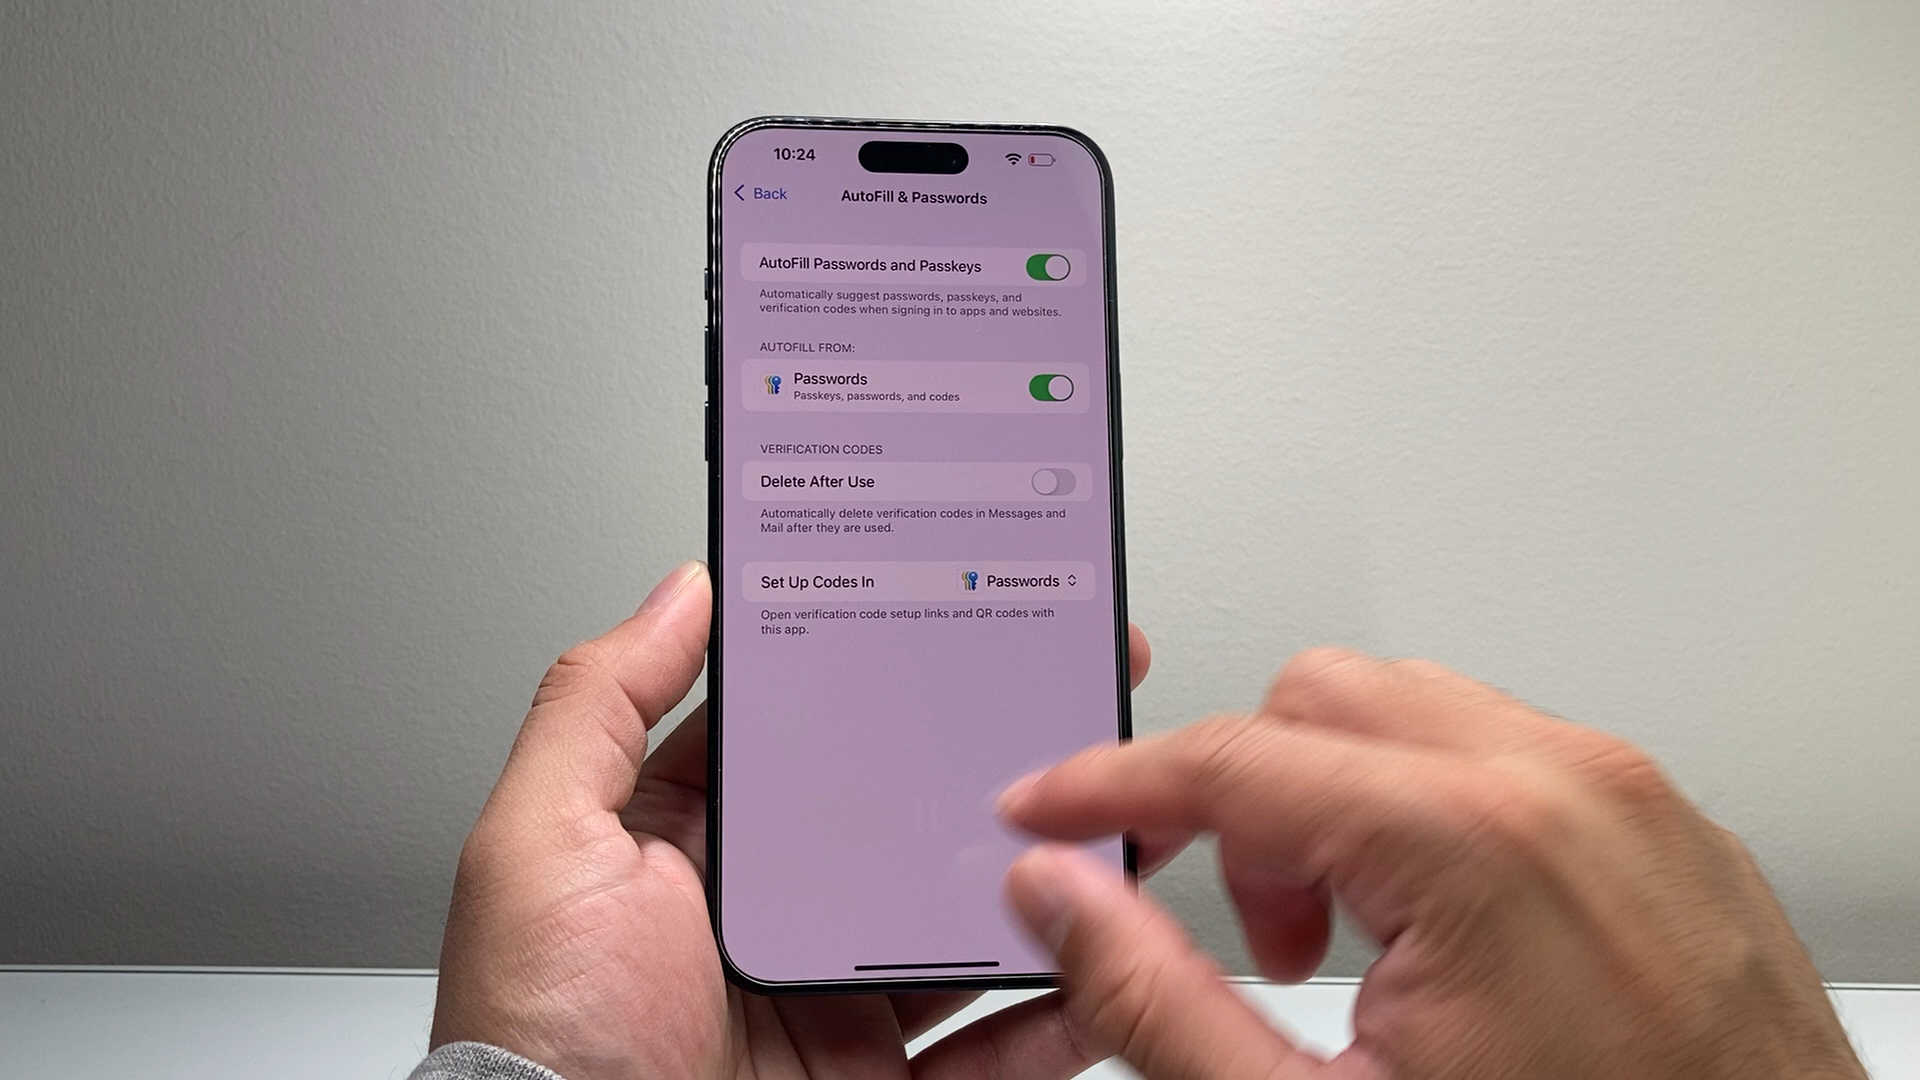 10:24
Back
AutoFill & Passwords
AutoFill Passwords and Passkeys
Automatically suggest passwords, passkeys, and
verification codes when signing in to apps and websites.
AUTOFILL FROM:
Passwords
Passkeys, passwords, and codes
VERIFICATION CODES
Delete After Use
Automatically delete verification codes in Messages and
Mail after they are used.
Set Up Codes In
Passwords
Open verification code setup links and QR codes with
this app.